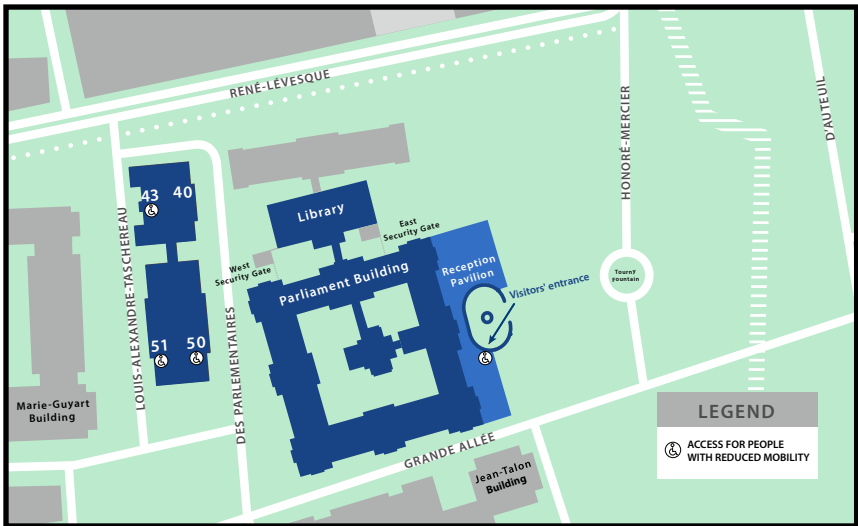 RENÉ-LÉVESQUE
D'AUTEUIL
HONORÉ-MERCIER
43 40
LOUIS-ALEXANDRE-TASCHEREAU
Library
East
Security Gate
West
Security Gate
Parliament Building
Reception
Pavilion
Visitors' entrance
Tourny
Fountain
51 50
DES PARLEMENTAIRES
Marie-Guyart
Building
GRANDE ALLÉE
Jean-Talon
Building
LEGEND
ACCESS FOR PEOPLE
WITH REDUCED MOBILITY